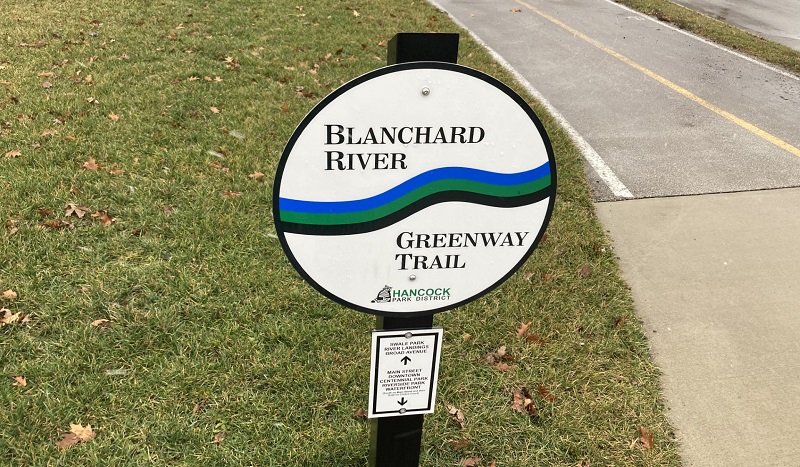 BLANCHARD
RIVER
GREENWAY
TRAIL
HANCOCK
PARK DISTRICT
SWALE PARK
RIVER LANDINGS
BROAD AVENUE
MAIN STREET
DOWNTOWN
CENTENNIAL PARK
RIVERSIDE PARK
WATERFRONT